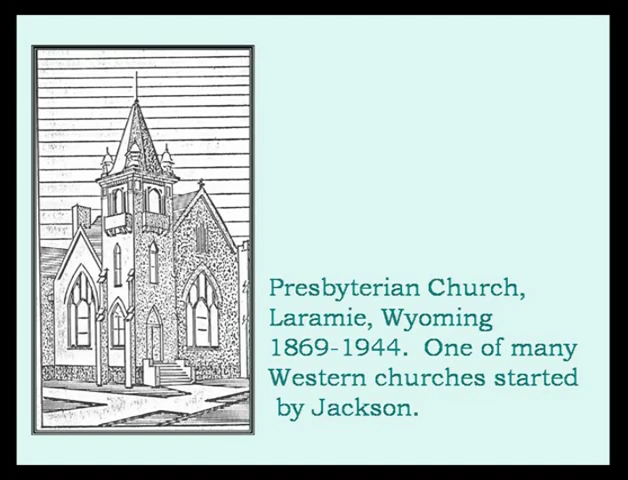 Presbyterian Church,
Laramie, Wyoming
1869-1944. One of many
Western churches started
by Jackson.